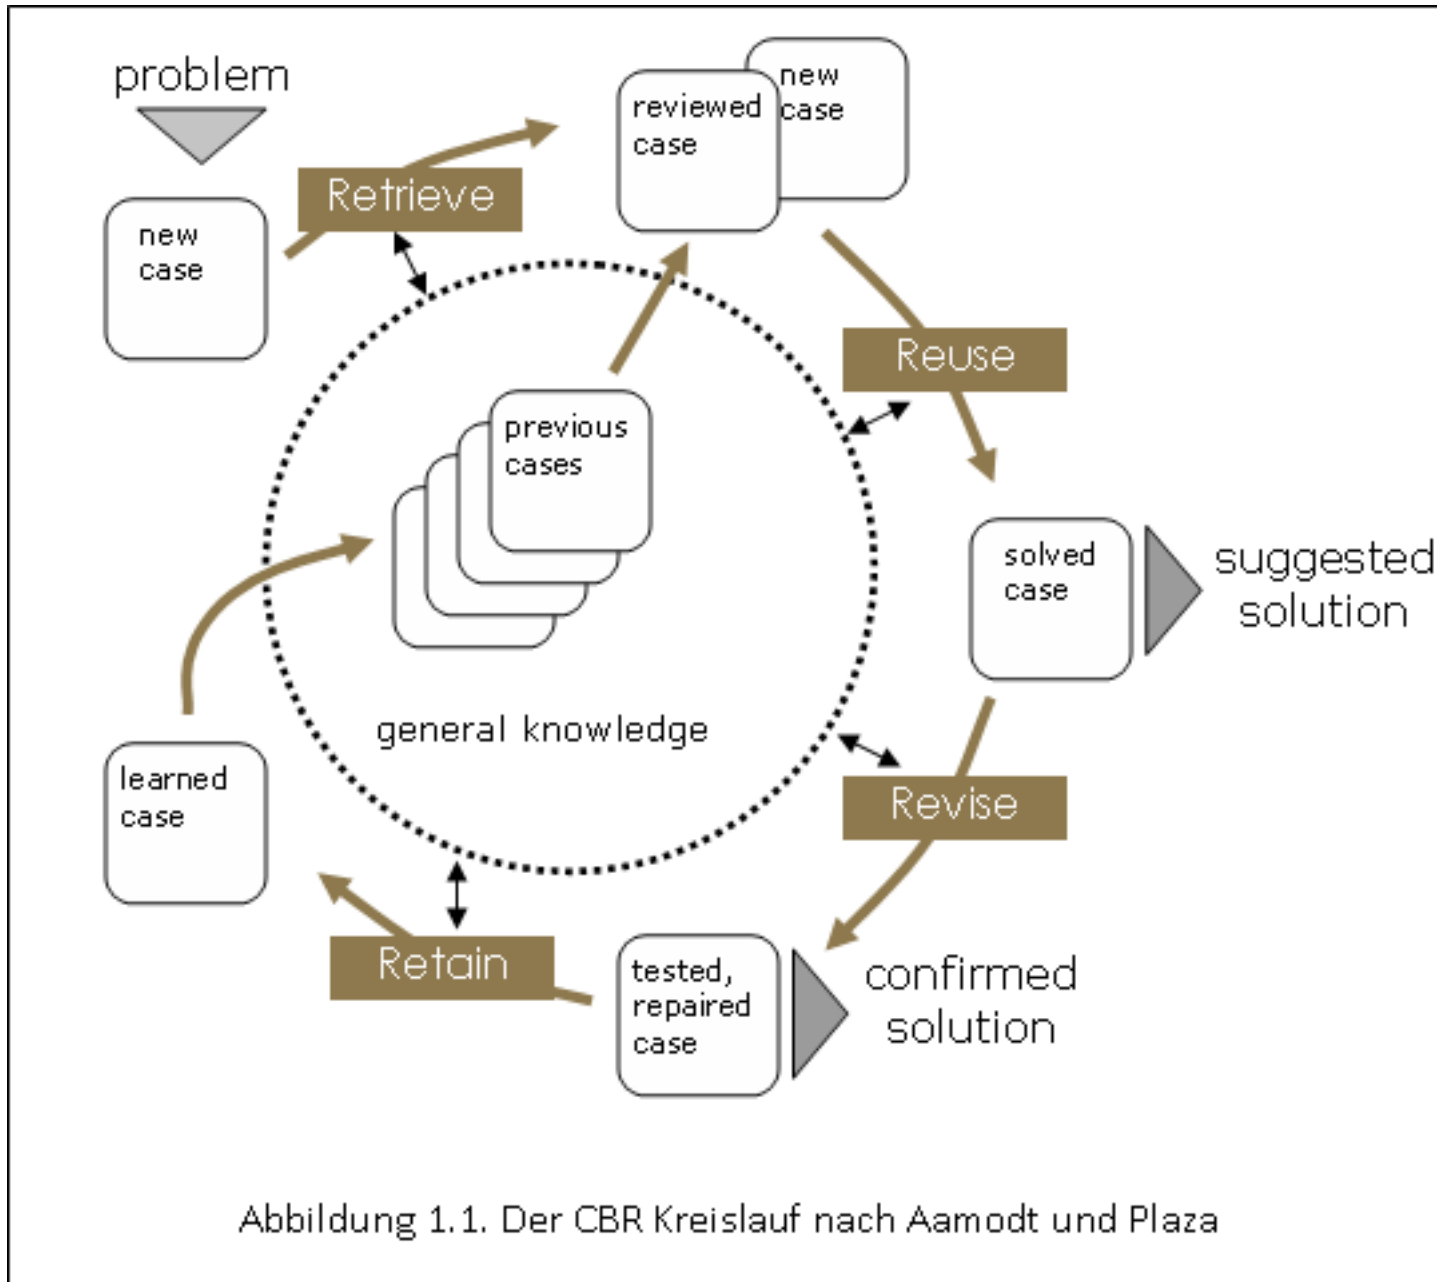 problem
new
case
Retrieve
reviewed
case
new
case
Reuse
previous
cases
solved
case
suggested
solution
general knowledge
Revise
learned
case
Retain
tested,
repaired
case
confirmed
solution
Abbildung 1.1. Der CBR Kreislauf nach Aamodt und Plaza